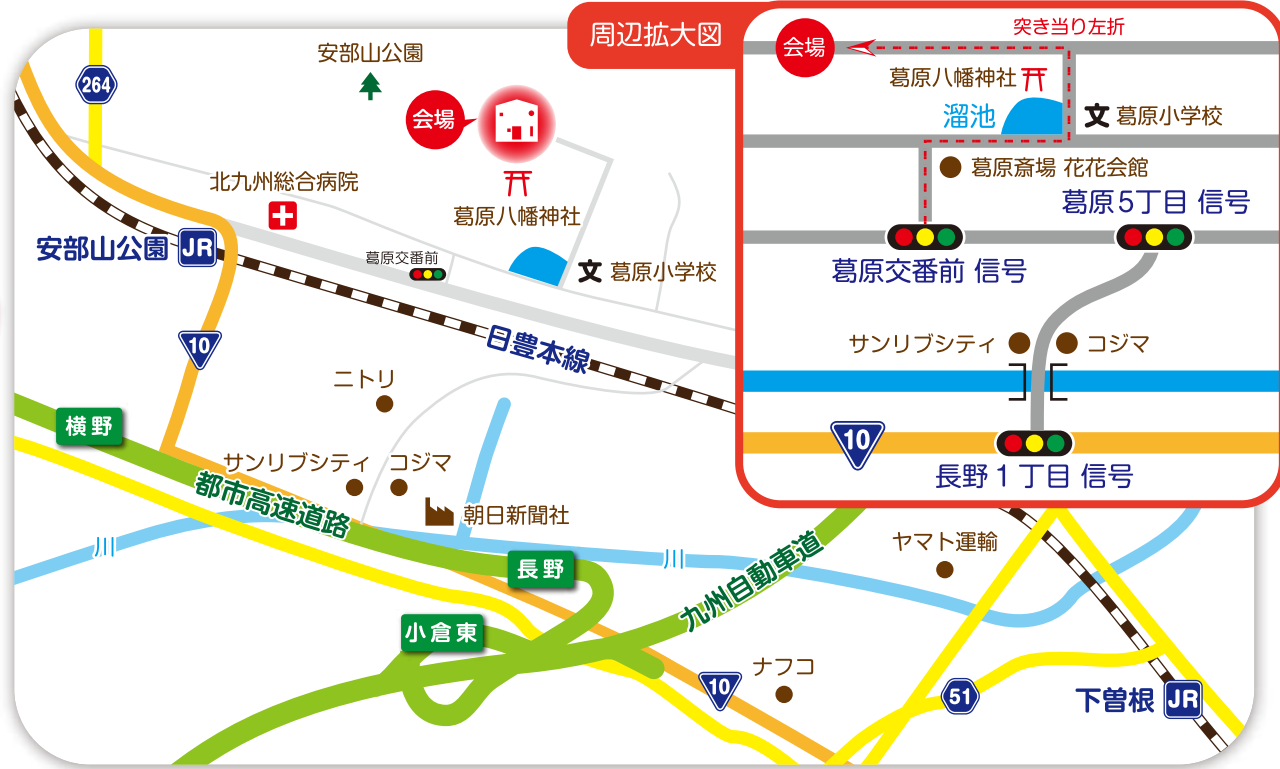 周辺拡大図
突き当り左折
会場
葛原八幡神社
溜池
文 葛原小学校
葛原斎場 花花会館
葛原5丁目 信号
葛原交番前 信号
サンリブシティ
コジマ
10
長野1丁目 信号
安部山公園
264
会場
北九州総合病院
葛原八幡神社
安部山公園 JR
葛原交番前
文 葛原小学校
10
日豊本線
ニトリ
横野
サンリブシティ
コジマ
都市高速道路
朝日新聞社
川
長野
川
九州自動車道
ヤマト運輸
小倉東
10
ナフコ
51
下曽根 JR